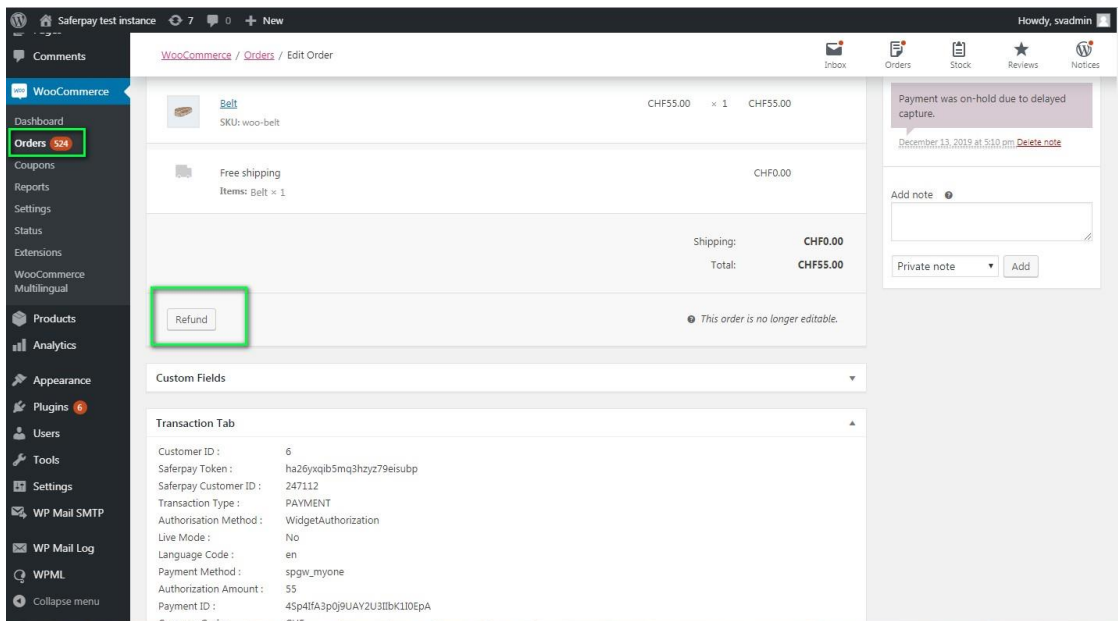 Saferpay test instance 7 0 + New Howdy, svadmin
Comments
WooCommerce
Dashboard
Orders 524
Coupons
Reports
Settings
Status
Extensions
WooCommerce
Multilingual
Products
Analytics
Appearance
Plugins 6
Users
Tools
Settings
WP Mail SMTP
WP Mail Log
WPML
Collapse menu
WooCommerce / Orders / Edit Order
Inbox Orders Stock Reviews Notices
Belt CHF55.00 × 1 CHF55.00
SKU: woo-belt
Free shipping CHF0.00
Items: Belt × 1
Shipping: CHF0.00
Total: CHF55.00
Refund This order is no longer editable.
Custom Fields
Transaction Tab
Customer ID : 6
Saferpay Token : ha26yxqib5mq3hzyz79eisubp
Saferpay Customer ID : 247112
Transaction Type : PAYMENT
Authorisation Method : WidgetAuthorization
Live Mode : No
Language Code : en
Payment Method : spgw_myone
Authorization Amount : 55
Payment ID : 4Sp4IfA3p0j9UAY2U3IIbK1I0EpA
Payment was on-hold due to delayed
capture.
December 13, 2019 at 5:10 pm Delete note
Add note
Private note Add